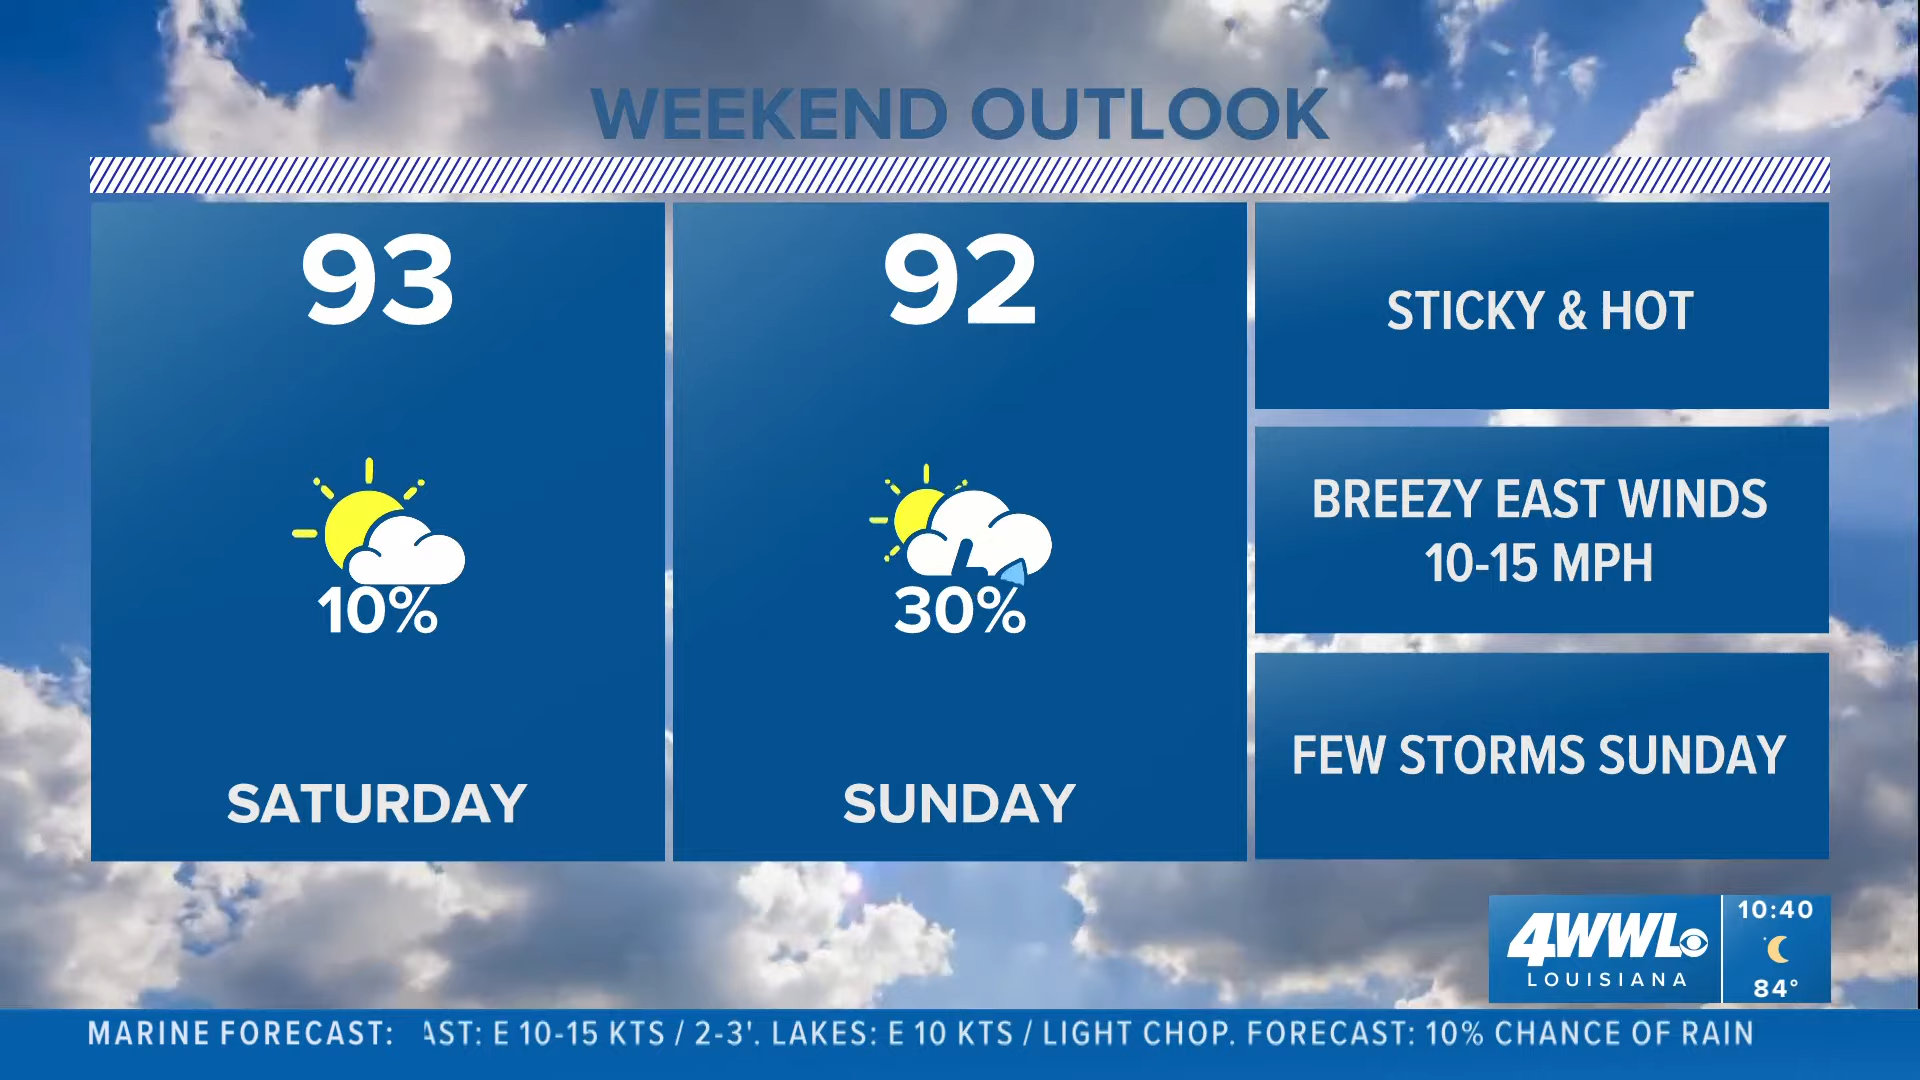 WEEKEND OUTLOOK
93
10%
SATURDAY
92
30%
SUNDAY
STICKY & HOT
BREEZY EAST WINDS
10-15 MPH
FEW STORMS SUNDAY
4WWL
LOUISIANA
10:40
84°
MARINE FORECAST: AST: E 10-15 KTS / 2-3'. LAKES: E 10 KTS / LIGHT CHOP. FORECAST: 10% CHANCE OF RAIN